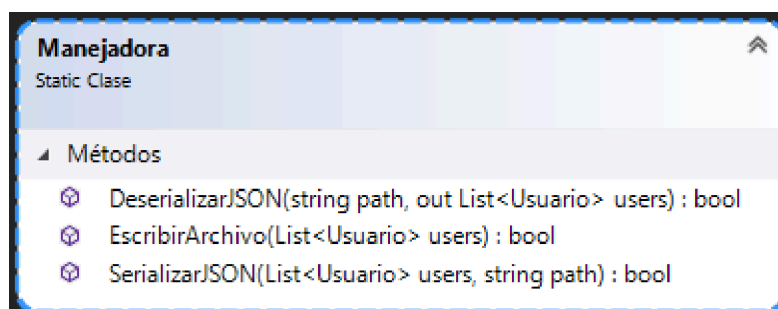 Manejadora
Static Clase
Métodos
DeserializarJSON(string path, out List<Usuario> users) : bool
EscribirArchivo(List<Usuario> users) : bool
SerializarJSON(List<Usuario> users, string path) : bool